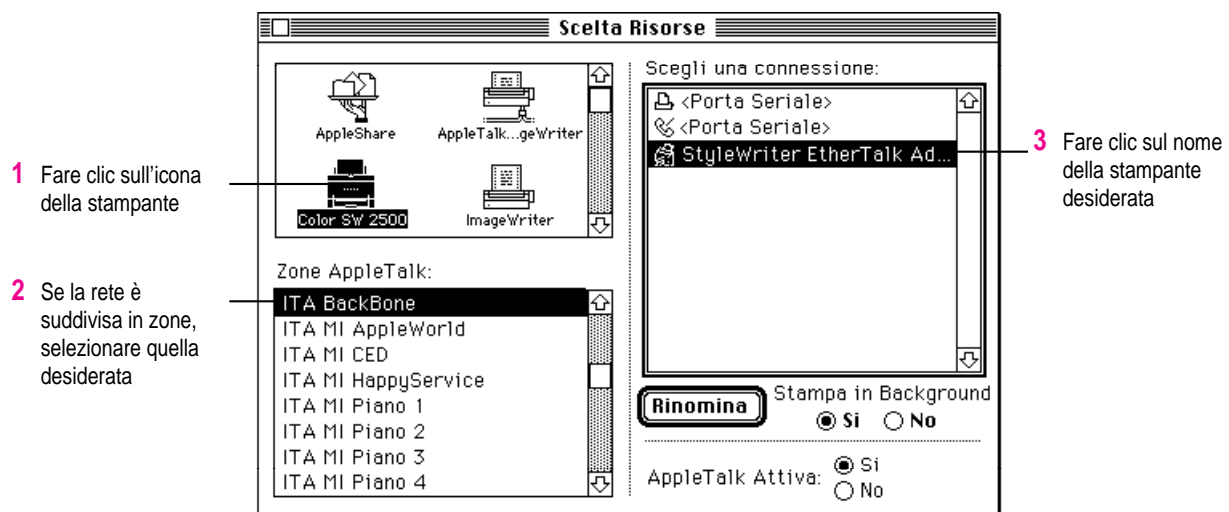 Scelta Risorse
1 Fare clic sull'icona
della stampante
2 Se la rete è
suddivisa in zone,
selezionare quella
desiderata
AppleShare
AppleTalk...geWriter
Color SW 2500
ImageWriter
Zone AppleTalk:
ITA BackBone
ITA MI AppleWorld
ITA MI CED
ITA MI HappyService
ITA MI Piano 1
ITA MI Piano 2
ITA MI Piano 3
ITA MI Piano 4
Scegli una connessione:
<Porta Seriale>
<Porta Seriale>
StyleWriter EtherTalk Ad...
Rinomina
Stampa in Background
Si No
AppleTalk Attiva:
Si
No
3 Fare clic sul nome
della stampante
desiderata